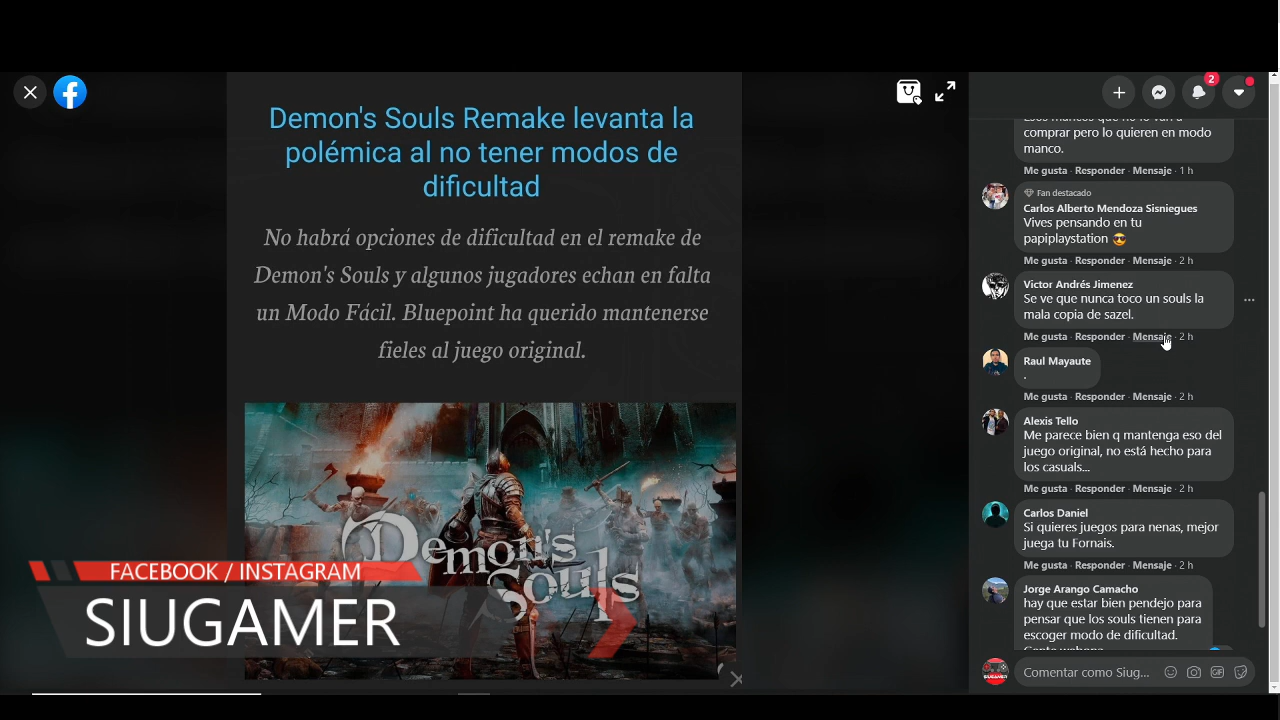 Demon's Souls Remake levanta la
polémica al no tener modos de
dificultad
No habrá opciones de dificultad en el remake de
Demon's Souls y algunos jugadores echan en falta
un Modo Fácil. Bluepoint ha querido mantenerse
fieles al juego original.
Demon's
Souls
FACEBOOK / INSTAGRAM
SIUGAMER
2
comprar pero lo quieren en modo
manco.
Me gusta · Responder · Mensaje · 1 h
Fan destacado
Carlos Alberto Mendoza Sisniegues
Vives pensando en tu
papiplaystation 😎
Me gusta · Responder · Mensaje · 2 h
Victor Andrés Jimenez
Se ve que nunca toco un souls la
mala copia de sazel.
Me gusta · Responder · Mensaje · 2 h
Raul Mayaute
.
Me gusta · Responder · Mensaje · 2 h
Alexis Tello
Me parece bien q mantenga eso del
juego original, no está hecho para
los casuals...
Me gusta · Responder · Mensaje · 2 h
Carlos Daniel
Si quieres juegos para nenas, mejor
juega tu Fornais.
Me gusta · Responder · Mensaje · 2 h
Jorge Arango Camacho
hay que estar bien pendejo para
pensar que los souls tienen para
escoger modo de dificultad.
Comentar como Siug...
GIF